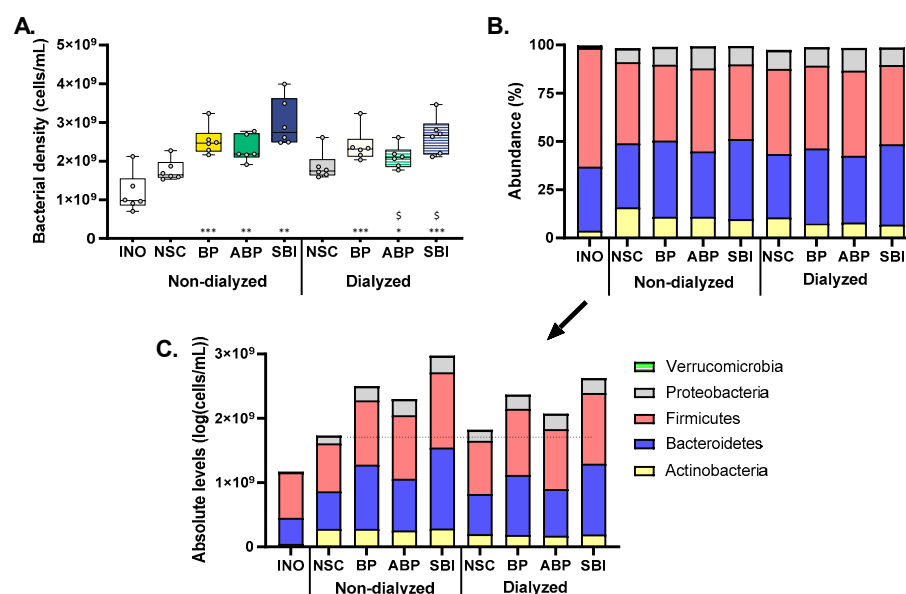 A.
Bacterial density (cells/mL)
5×10⁹
4×10⁹
3×10⁹
2×10⁹
1×10⁹
0
$ $
*** ** ** *** * ***
INO NSC BP ABP SBI NSC BP ABP SBI
Non-dialyzed Dialyzed
B.
Abundance (%)
100
75
50
25
0
INO NSC BP ABP SBI NSC BP ABP SBI
Non-dialyzed Dialyzed
C.
Absolute levels (log(cells/mL))
3×10⁹
2×10⁹
1×10⁹
0
INO NSC BP ABP SBI NSC BP ABP SBI
Non-dialyzed Dialyzed
Verrucomicrobia
Proteobacteria
Firmicutes
Bacteroidetes
Actinobacteria